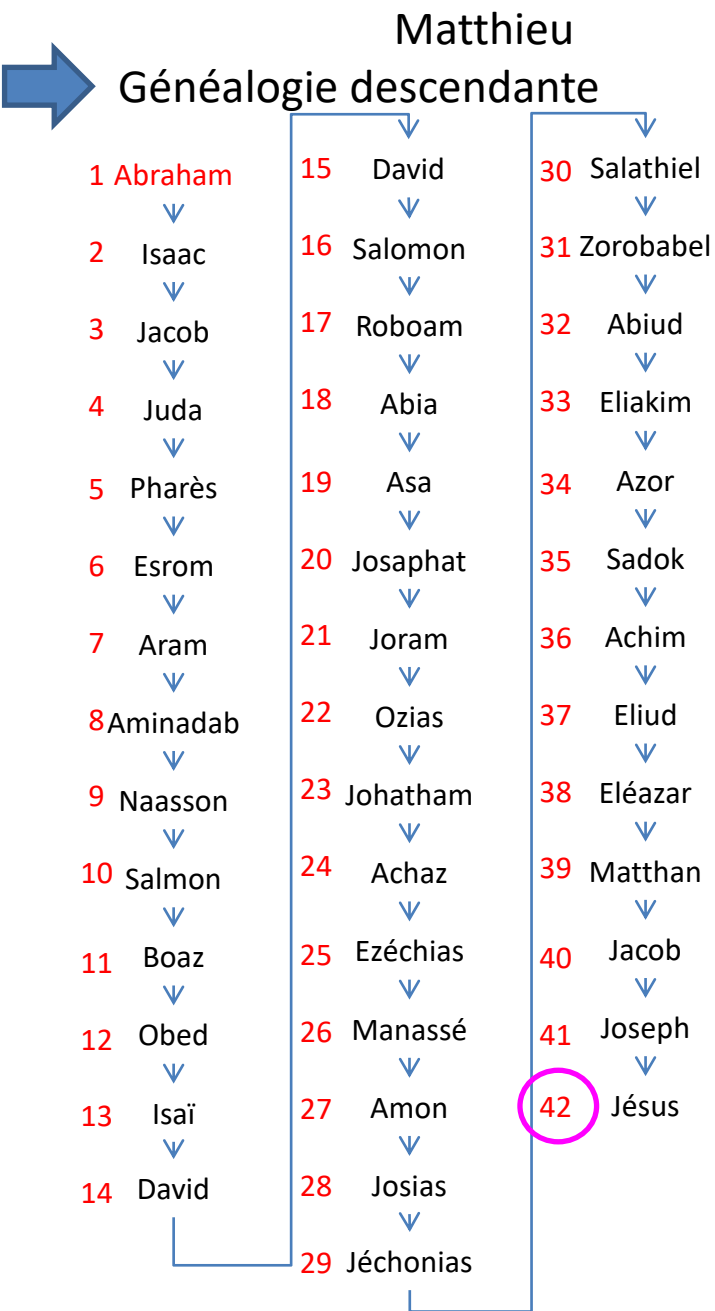 Matthieu
Généalogie descendante
1 Abraham
2 Isaac
3 Jacob
4 Juda
5 Pharès
6 Esrom
7 Aram
8 Aminadab
9 Naasson
10 Salmon
11 Boaz
12 Obed
13 Isaï
14 David
15 David
16 Salomon
17 Roboam
18 Abia
19 Asa
20 Josaphat
21 Joram
22 Ozias
23 Johatham
24 Achaz
25 Ezéchias
26 Manassé
27 Amon
28 Josias
29 Jéchonias
30 Salathiel
31 Zorobabel
32 Abiud
33 Eliakim
34 Azor
35 Sadok
36 Achim
37 Eliud
38 Eléazar
39 Matthan
40 Jacob
41 Joseph
42 Jésus